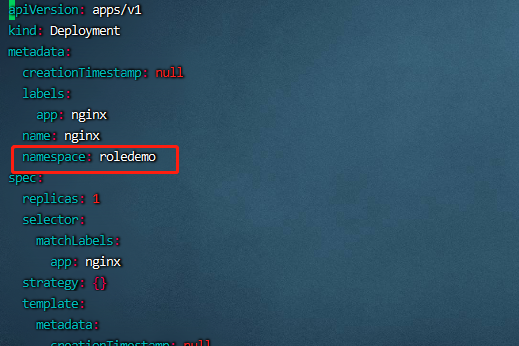 apiVersion: apps/v1
kind: Deployment
metadata:
  creationTimestamp: null
  labels:
    app: nginx
  name: nginx
  namespace: roledemo
spec:
  replicas: 1
  selector:
    matchLabels:
      app: nginx
  strategy: {}
  template:
    metadata:
      creationTimestamp: null